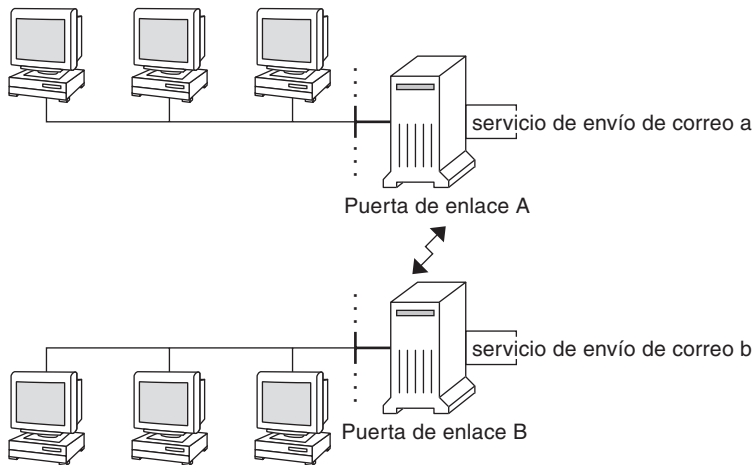 servicio de envío de correo a
Puerta de enlace A
servicio de envío de correo b
Puerta de enlace B